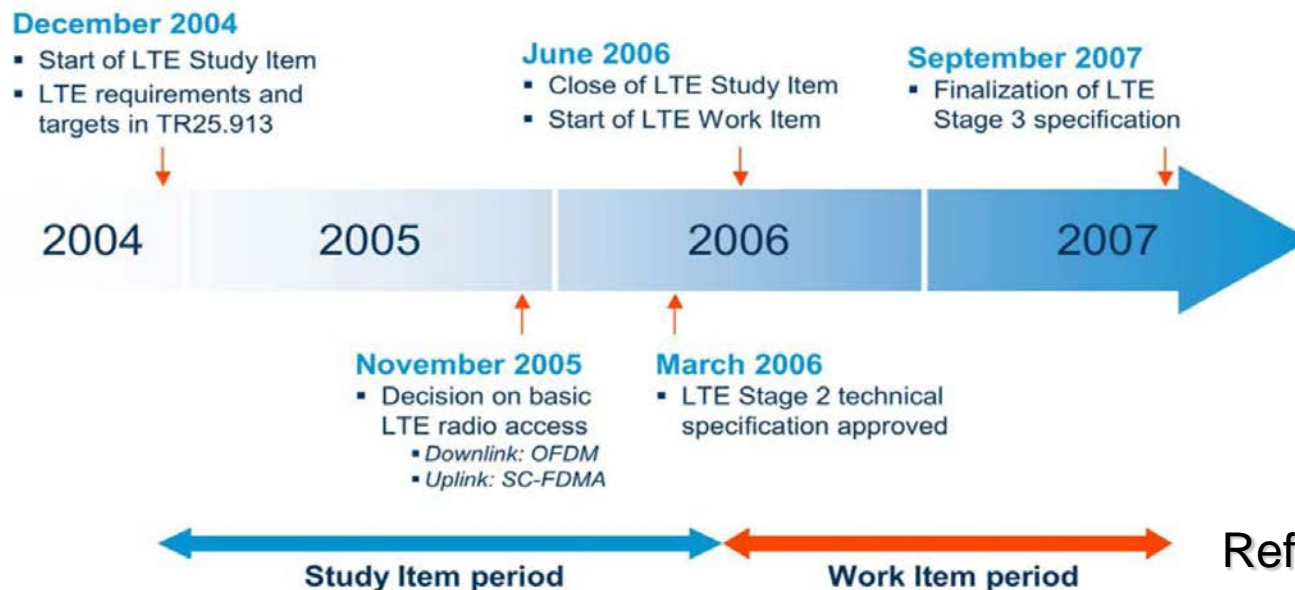 December 2004
▪ Start of LTE Study Item
▪ LTE requirements and
targets in TR25.913
June 2006
▪ Close of LTE Study Item
▪ Start of LTE Work Item
September 2007
▪ Finalization of LTE
Stage 3 specification
2004
2005
2006
2007
November 2005
▪ Decision on basic
LTE radio access
▪ Downlink: OFDM
▪ Uplink: SC-FDMA
March 2006
▪ LTE Stage 2 technical
specification approved
Study Item period
Work Item period
Ref